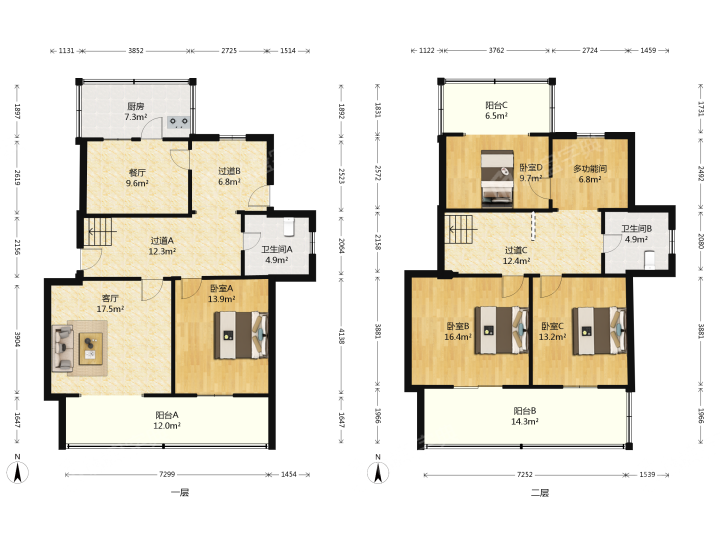 1131 3852 2725 1514
1122 3762 2724 1459
1897
2619
2156
3904
1647
厨房
7.3m²
餐厅
9.6m²
过道B
6.8m²
过道A
12.3m²
卫生间A
4.9m²
客厅
17.5m²
卧室A
13.9m²
阳台A
12.0m²
1892
2523
2064
4138
1647
7299 1454
N
一层
1831
2572
2158
3881
1966
阳台C
6.5m²
卧室D
9.7m²
多功能间
6.8m²
过道C
12.4m²
卫生间B
4.9m²
卧室B
16.4m²
卧室C
13.2m²
阳台B
14.3m²
1731
2492
2080
3881
1966
7252 1539
N
二层